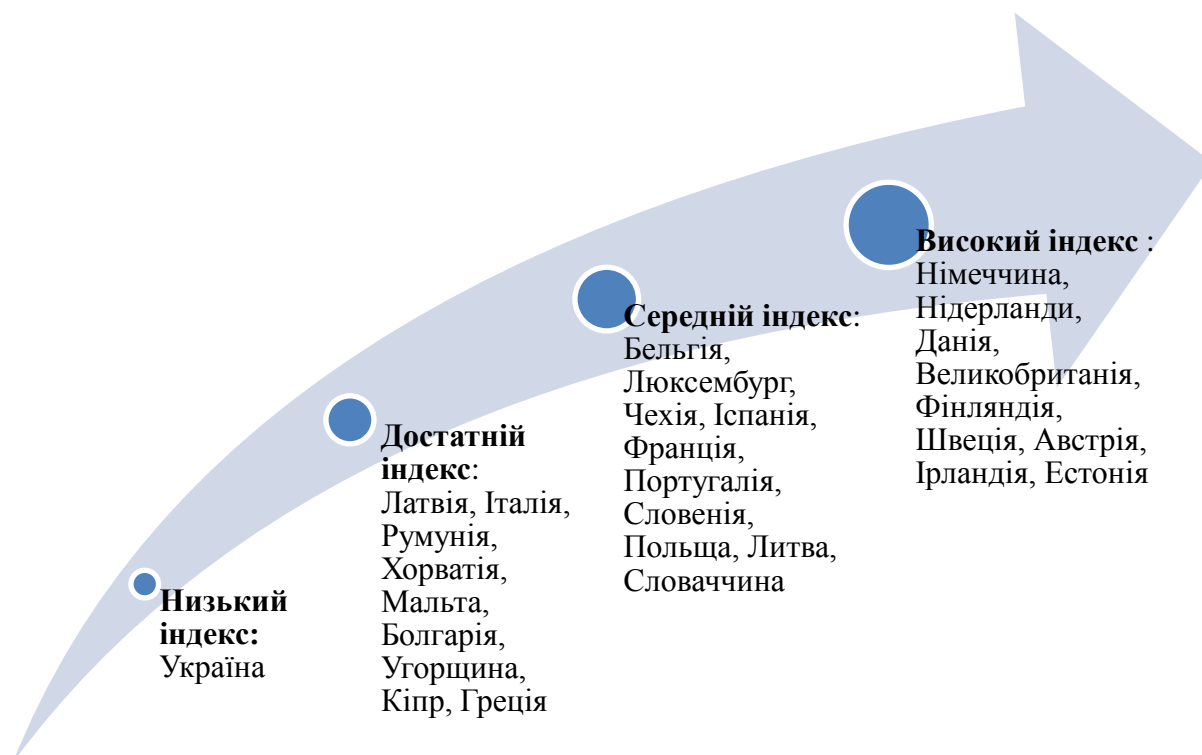 Низький
індекс:
Україна
Достатній
індекс:
Латвія, Італія,
Румунія,
Хорватія,
Мальта,
Болгарія,
Угорщина,
Кіпр, Греція
Середній індекс:
Бельгія,
Люксембург,
Чехія, Іспанія,
Франція,
Португалія,
Словенія,
Польща, Литва,
Словаччина
Високий індекс :
Німеччина,
Нідерланди,
Данія,
Великобританія,
Фінляндія,
Швеція, Австрія,
Ірландія, Естонія